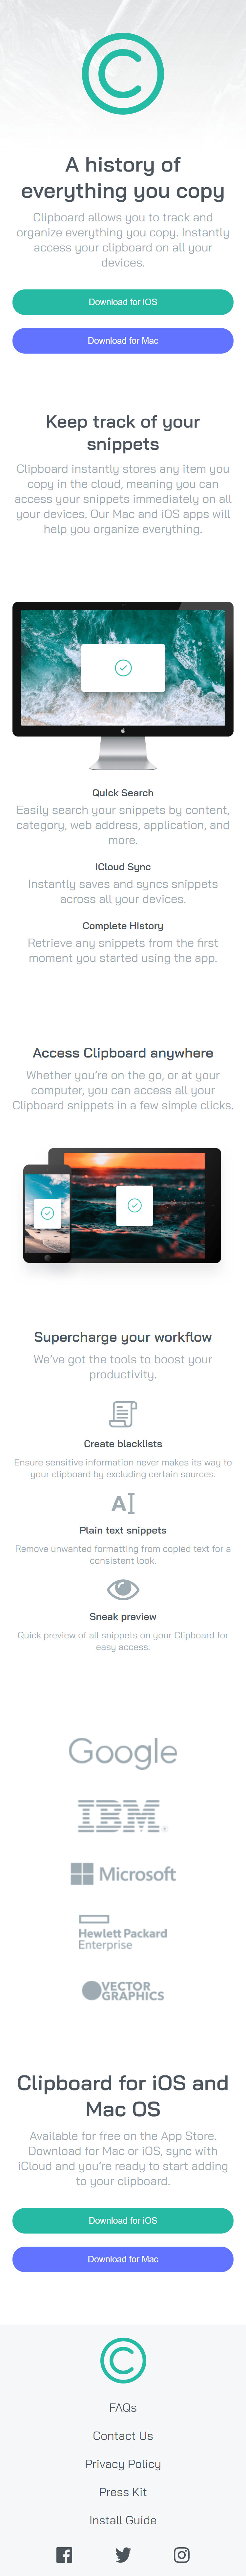 A history of
everything you copy
Clipboard allows you to track and
organize everything you copy. Instantly
access your clipboard on all your
devices.
Download for iOS
Download for Mac
Keep track of your
snippets
Clipboard instantly stores any item you
copy in the cloud, meaning you can
access your snippets immediately on all
your devices. Our Mac and iOS apps will
help you organize everything.
Quick Search
Easily search your snippets by content,
category, web address, application, and
more.
iCloud Sync
Instantly saves and syncs snippets
across all your devices.
Complete History
Retrieve any snippets from the first
moment you started using the app.
Access Clipboard anywhere
Whether you're on the go, or at your
computer, you can access all your
Clipboard snippets in a few simple clicks.
Supercharge your workflow
We've got the tools to boost your
productivity.
Create blacklists
Ensure sensitive information never makes its way to
your clipboard by excluding certain sources.
Plain text snippets
Remove unwanted formatting from copied text for a
consistent look.
Sneak preview
Quick preview of all snippets on your Clipboard for
easy access.
Google
IBM
Microsoft
Hewlett Packard
Enterprise
VECTOR
GRAPHICS
Clipboard for iOS and
Mac OS
Available for free on the App Store.
Download for Mac or iOS, sync with
iCloud and you're ready to start adding
to your clipboard.
Download for iOS
Download for Mac
FAQs
Contact Us
Privacy Policy
Press Kit
Install Guide